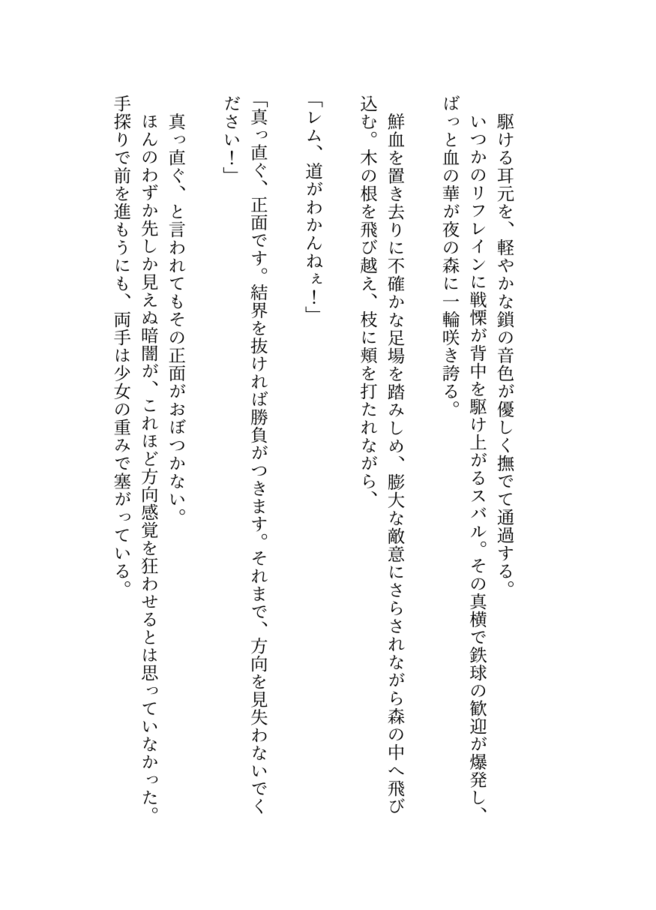 駆ける耳元を、軽やかな鎖の音色が優しく撫でて通過する。
いつかのリフレインに戦慄が背中を駆け上がるスバル。その真横で鉄球の歓迎が爆発し、
ぱっと血の華が夜の森に一輪咲き誇る。
鮮血を置き去りに不確かな足場を踏みしめ、膨大な敵意にさらされながら森の中へ飛び
込む。木の根を飛び越え、枝に頬を打たれながら、
「レム、道がわかんねぇ！」
「真っ直ぐ、正面です。結界を抜ければ勝負がつきます。それまで、方向を見失わないでく
ださい！」
真っ直ぐ、と言われてもその正面がおぼつかない。
ほんのわずか先しか見えぬ暗闇が、これほど方向感覚を狂わせるとは思っていなかった。
手探りで前を進もうにも、両手は少女の重みで塞がっている。